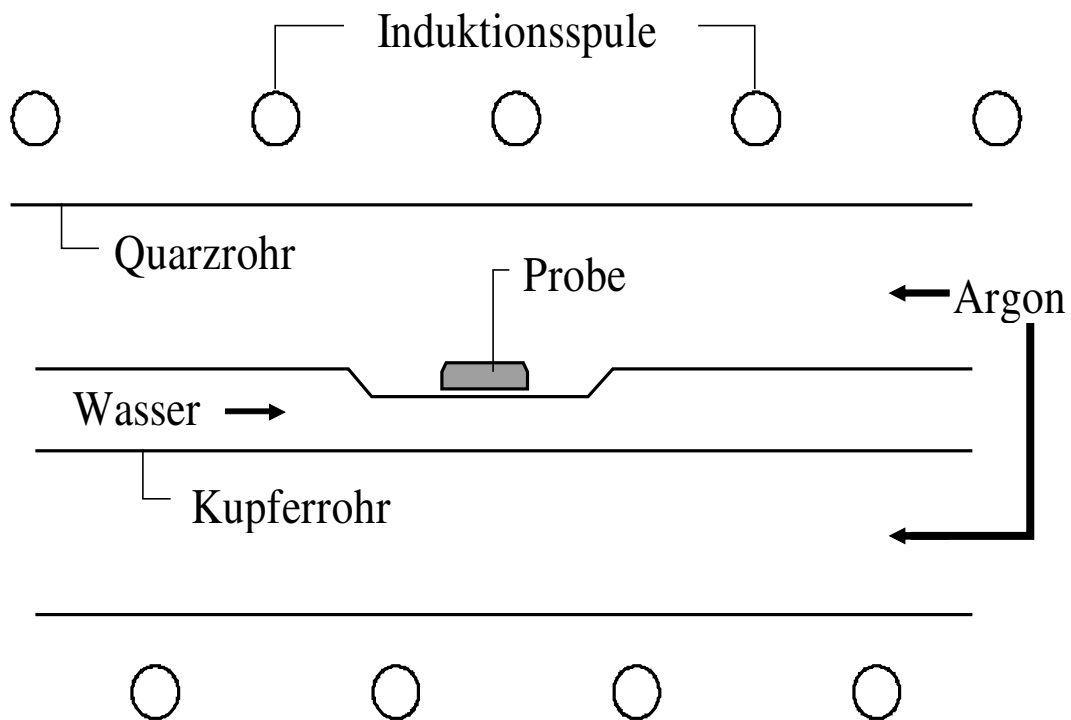 Induktionsspule
Quarzrohr
Probe
Argon
Wasser
Kupferrohr